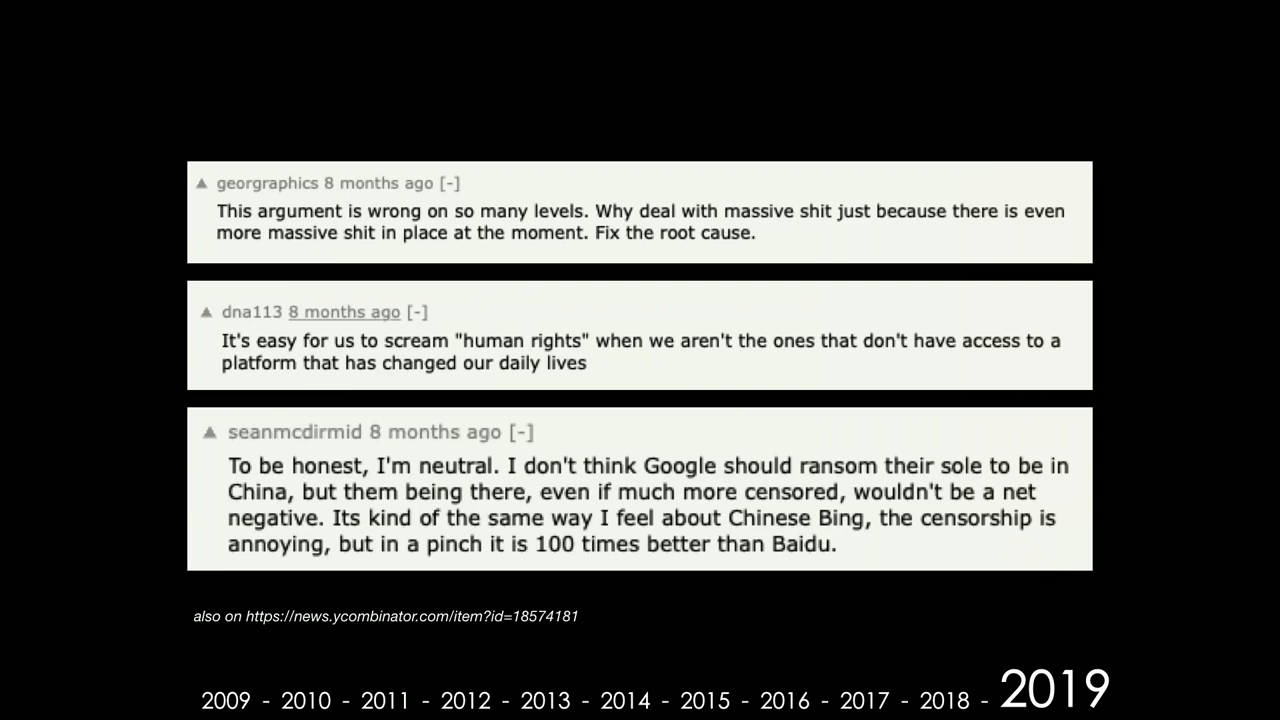 georgraphics 8 months ago [-]
This argument is wrong on so many levels. Why deal with massive shit just because there is even
more massive shit in place at the moment. Fix the root cause.
dna113 8 months ago [-]
It's easy for us to scream "human rights" when we aren't the ones that don't have access to a
platform that has changed our daily lives
seanmcdirmid 8 months ago [-]
To be honest, I'm neutral. I don't think Google should ransom their sole to be in
China, but them being there, even if much more censored, wouldn't be a net
negative. Its kind of the same way I feel about Chinese Bing, the censorship is
annoying, but in a pinch it is 100 times better than Baidu.
also on https://news.ycombinator.com/item?id=18574181
2009 - 2010 - 2011 - 2012 - 2013 - 2014 - 2015 - 2016 - 2017 - 2018 - 2019